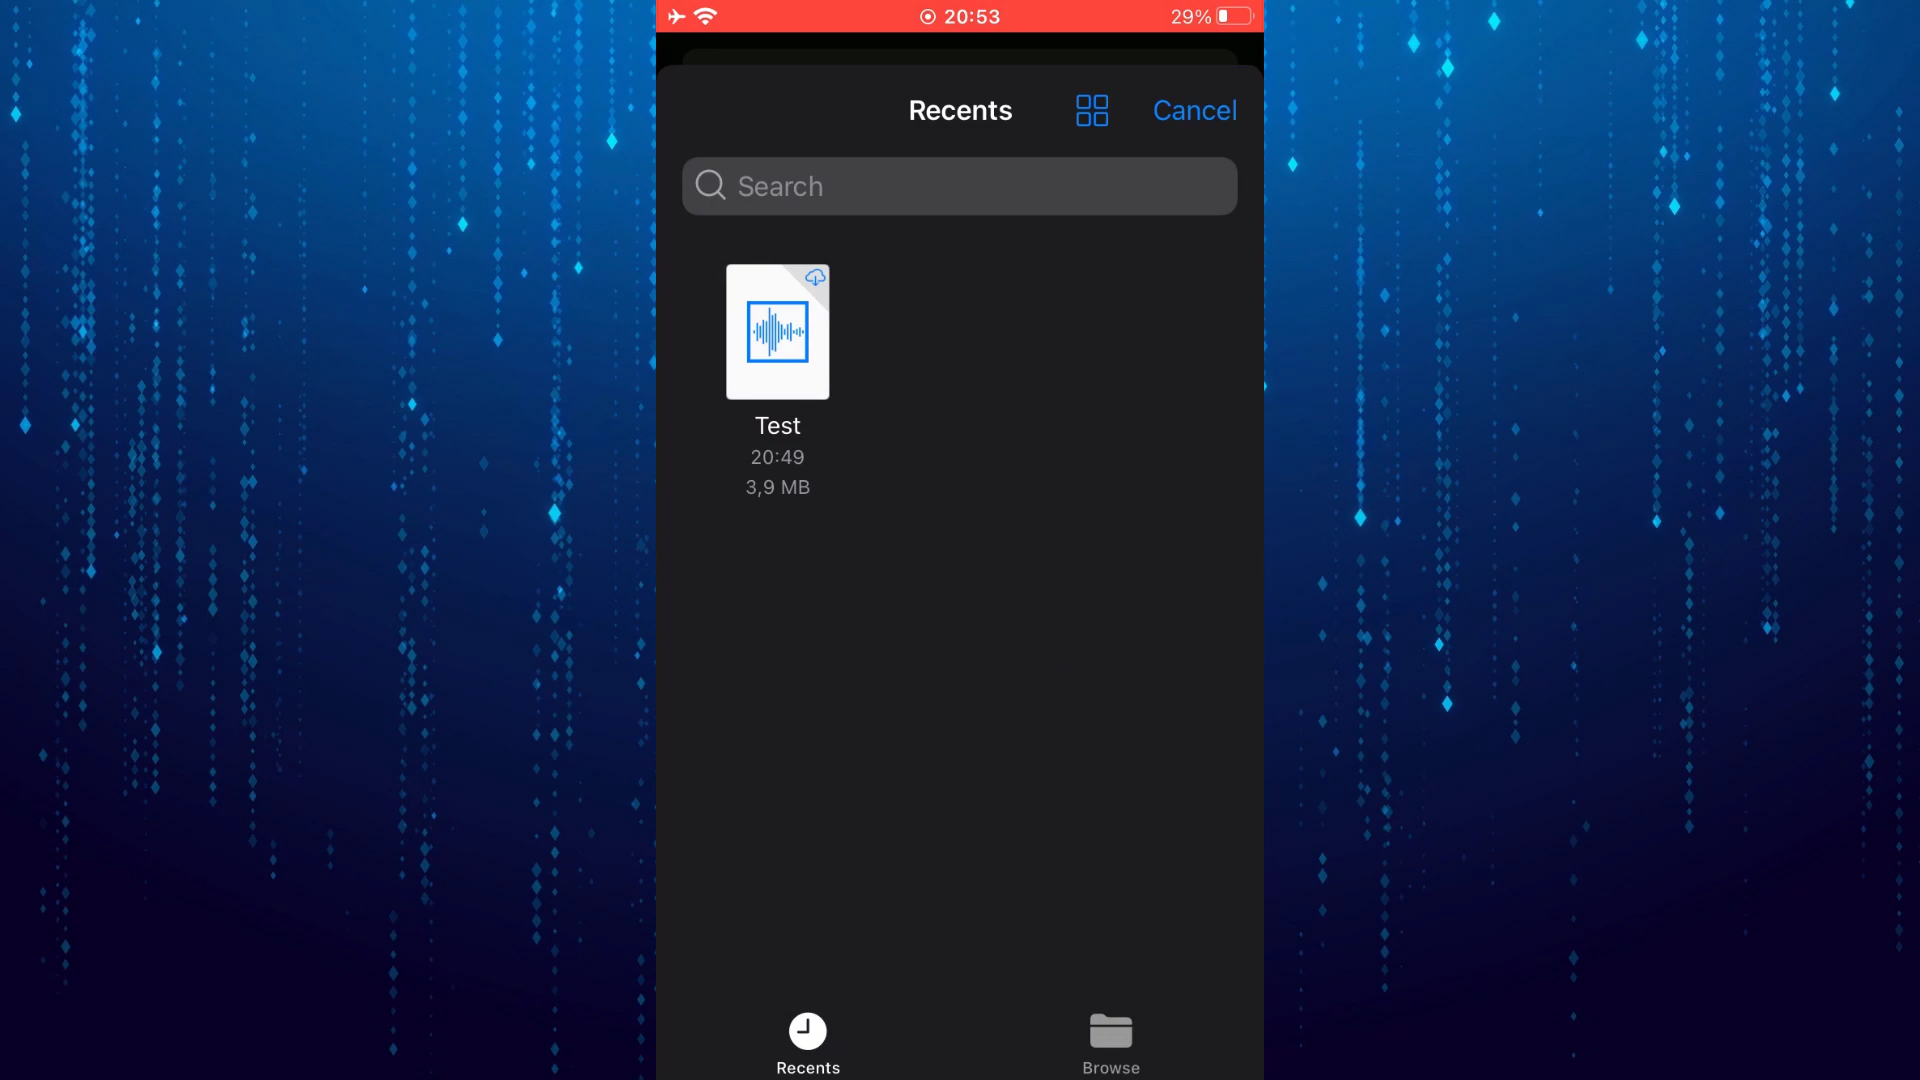 20:53
29%
Recents
Cancel
Search
Test
20:49
3,9 MB
Recents
Browse